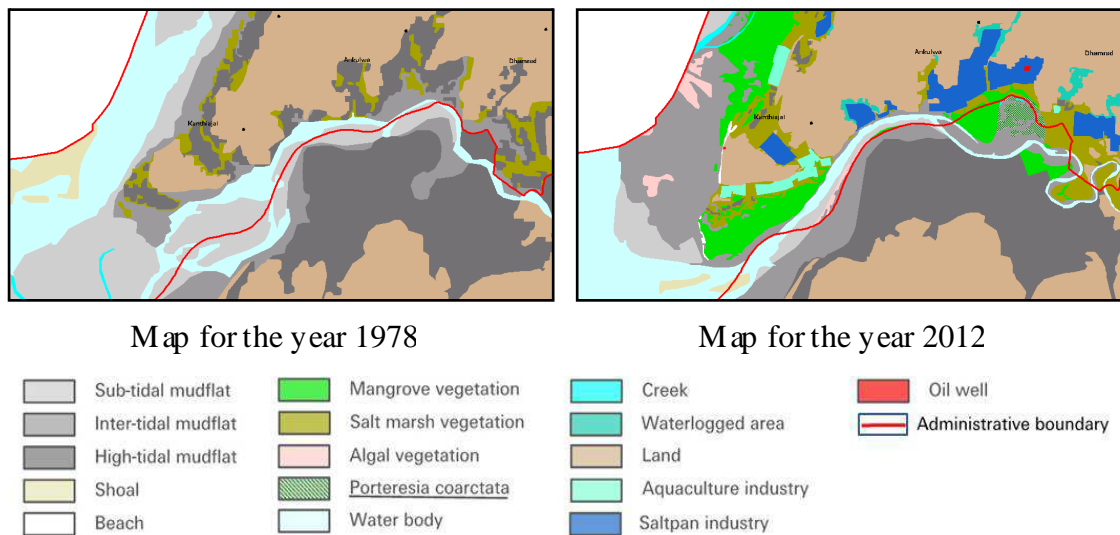 Ankulwa
Dhamrad
Kanthiajal
Ankulwa
Dhamrad
Kanthiajal
Map for the year 1978
Map for the year 2012
Sub-tidal mudflat
Inter-tidal mudflat
High-tidal mudflat
Shoal
Beach
Mangrove vegetation
Salt marsh vegetation
Algal vegetation
Porteresia coarctata
Water body
Creek
Waterlogged area
Land
Aquaculture industry
Saltpan industry
Oil well
Administrative boundary